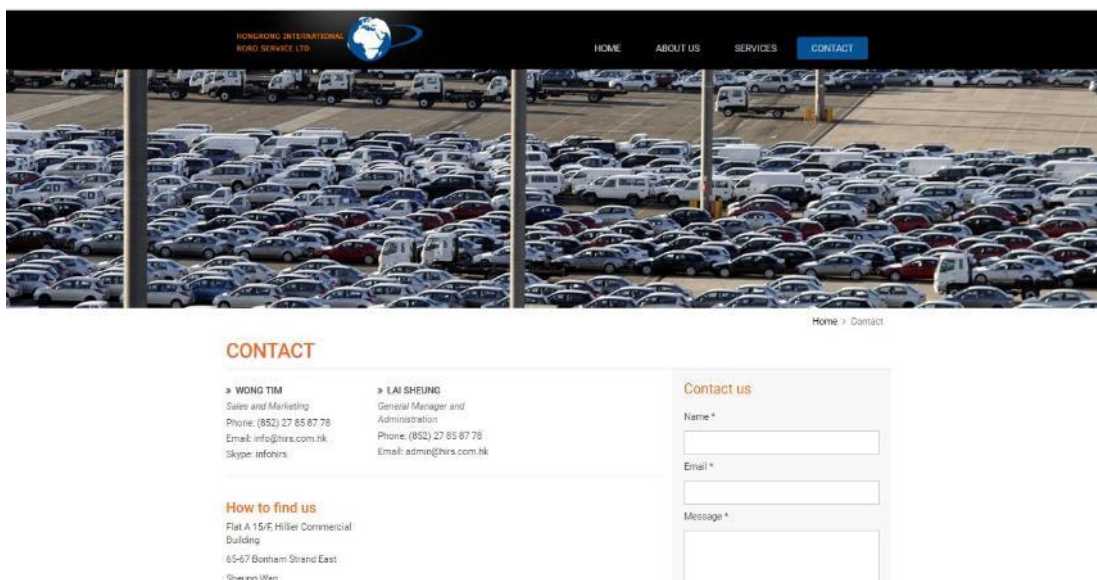 HONGKONG INTERNATIONAL
RORO SERVICE LTD
HOME
ABOUT US
SERVICES
CONTACT
Home > Contact
CONTACT
» WONG TIM
Sales and Marketing
Phone: (852) 27 85 87 78
Email: info@hirs.com.hk
Skype: infohirs
» LAI SHEUNG
General Manager and
Administration
Phone: (852) 27 85 87 78
Email: admin@hirs.com.hk
How to find us
Flat A 15/F, Hillier Commercial
Building
65-67 Bonham Strand East
Sheung Wan
Contact us
Name *
Email *
Message *